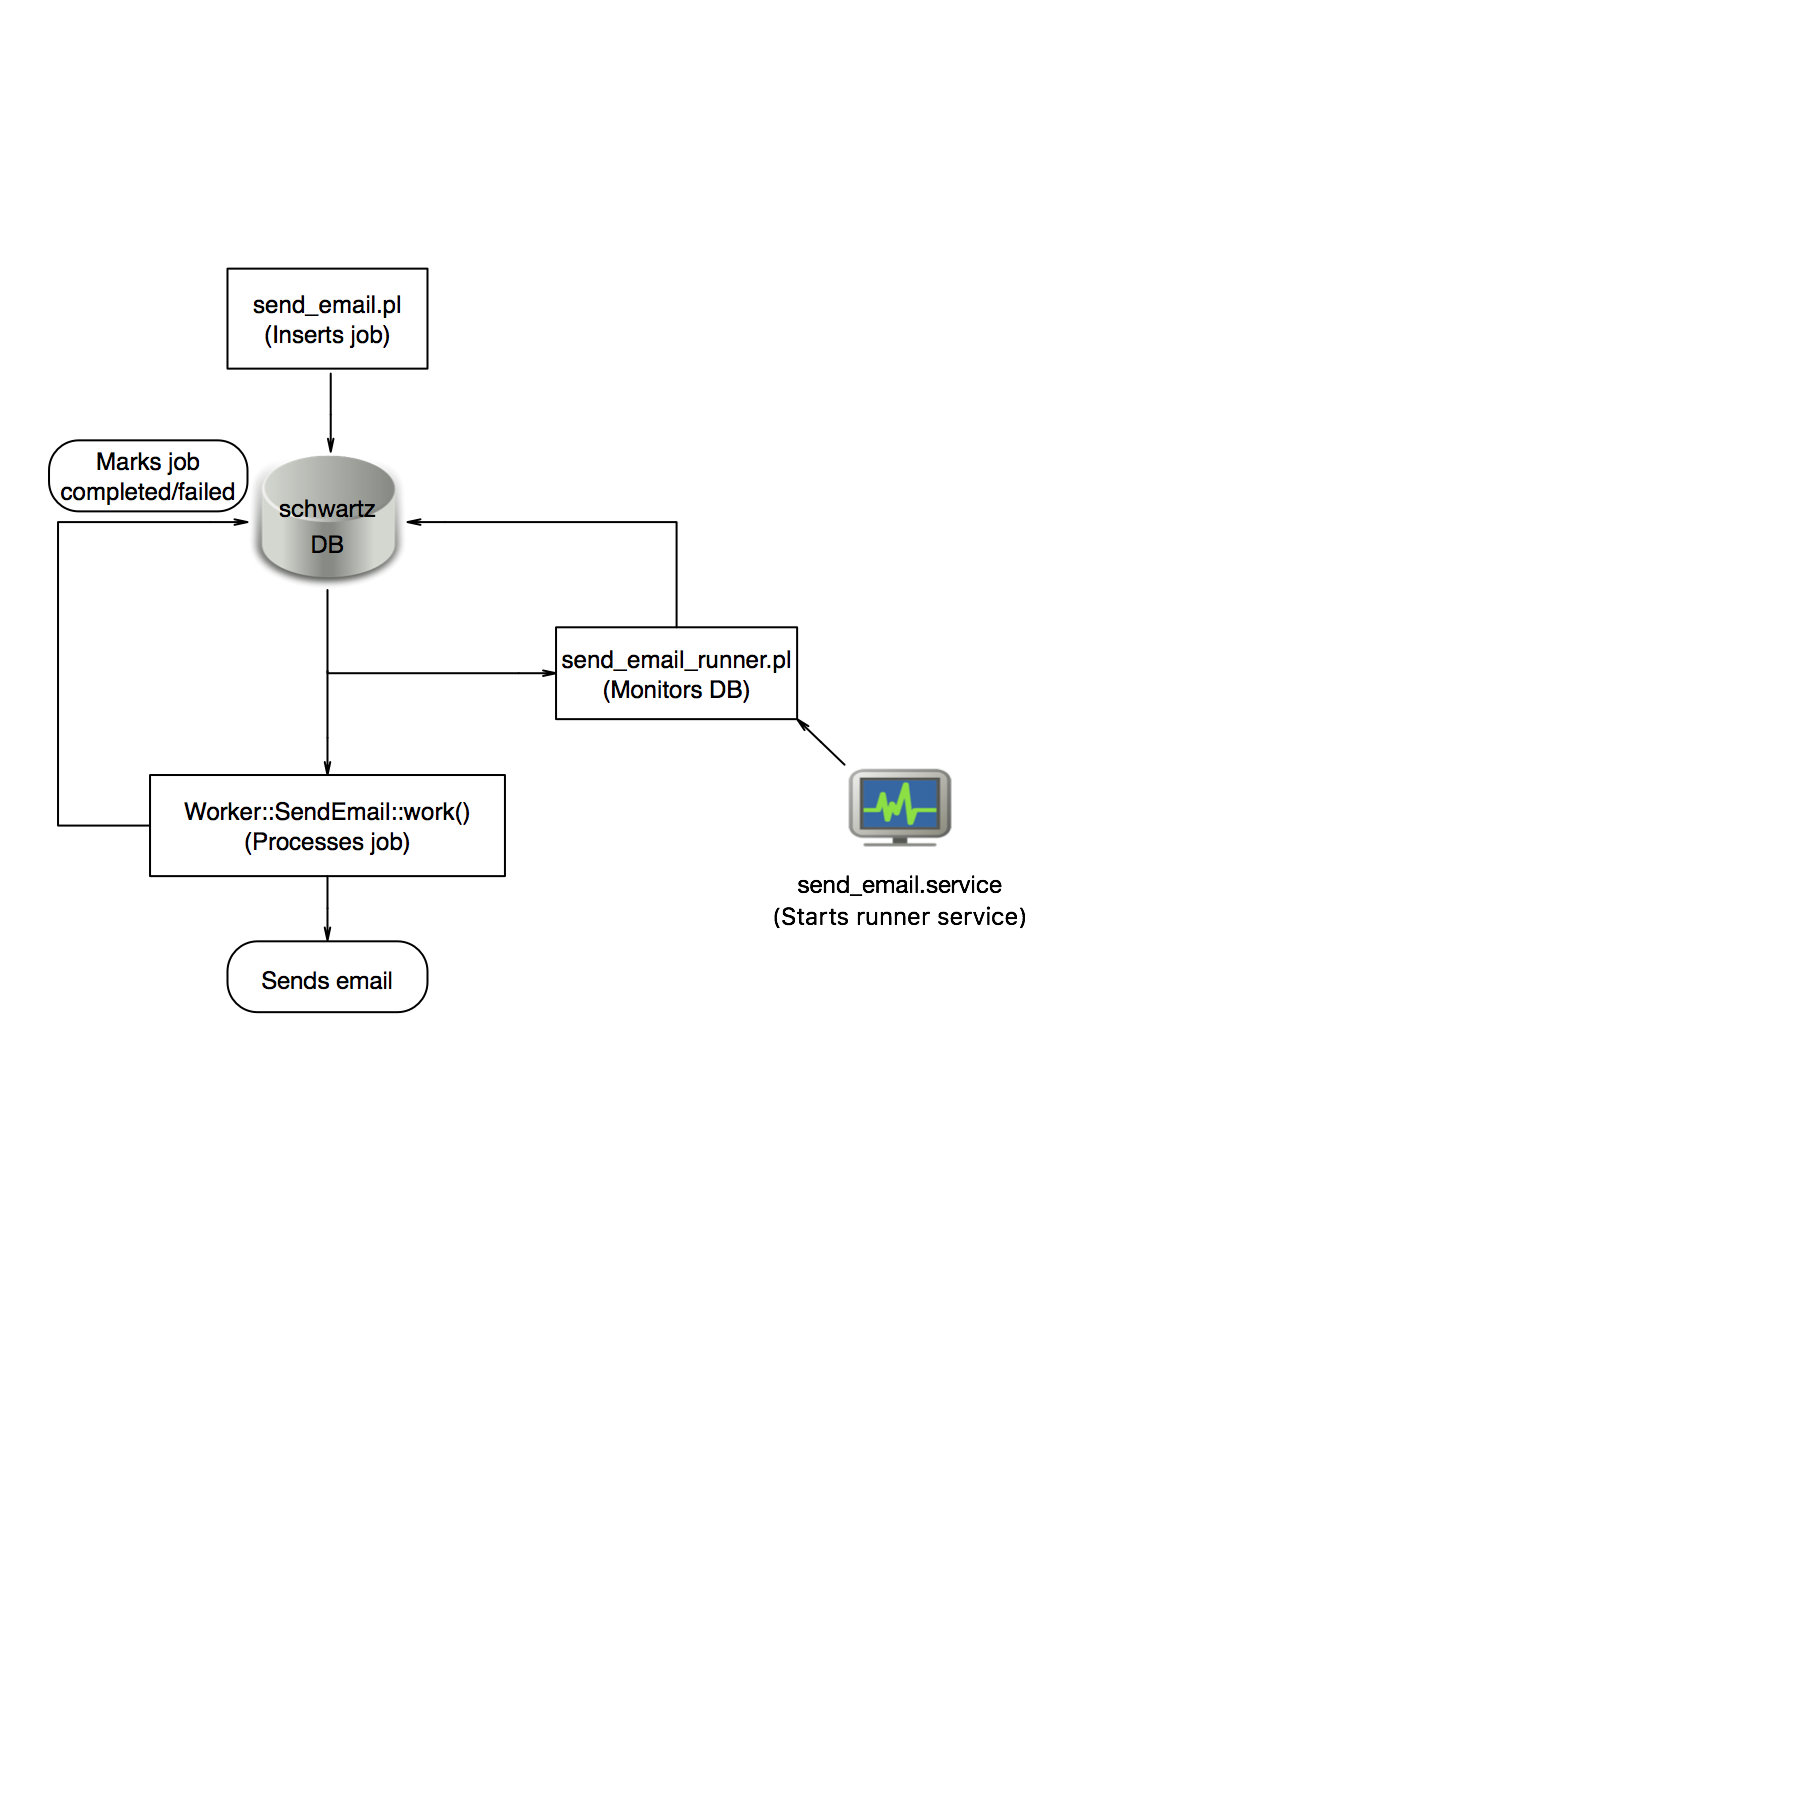 send_email.pl
(Inserts job)
Marks job
completed/failed
schwartz
DB
send_email_runner.pl
(Monitors DB)
Worker::SendEmail::work()
(Processes job)
send_email.service
(Starts runner service)
Sends email